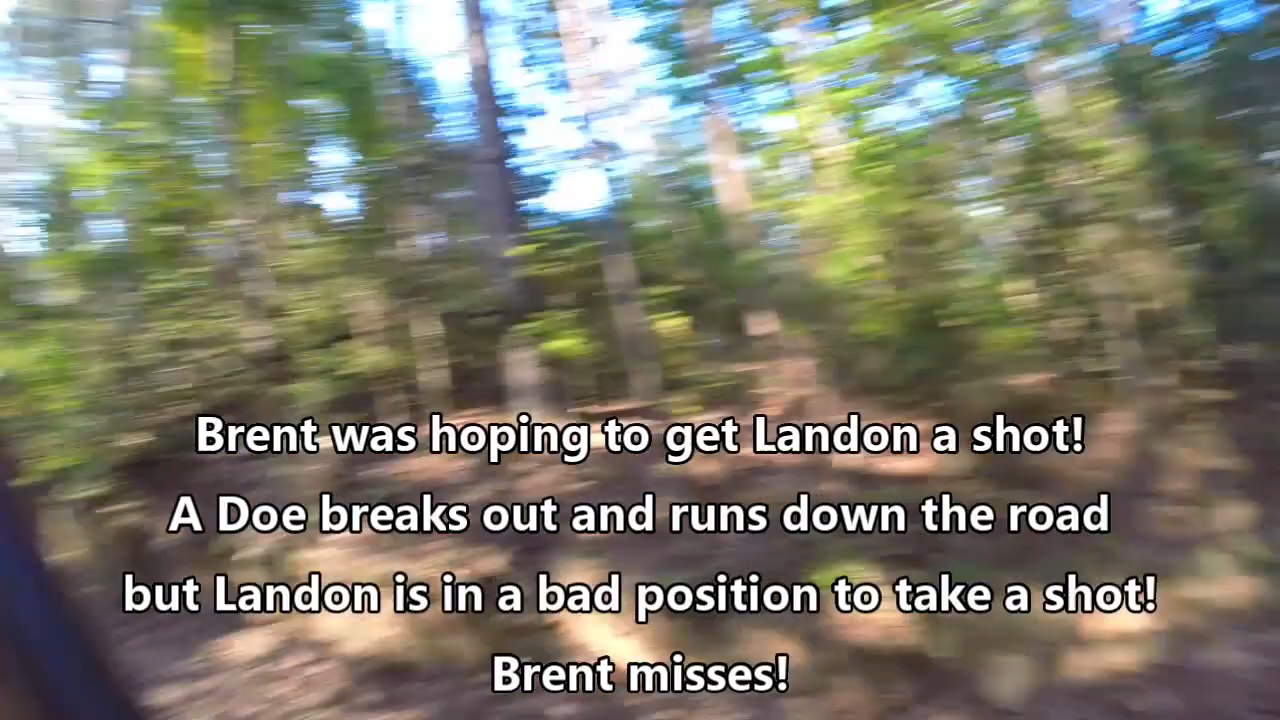 Brent was hoping to get Landon a shot!
A Doe breaks out and runs down the road
but Landon is in a bad position to take a shot!
Brent misses!